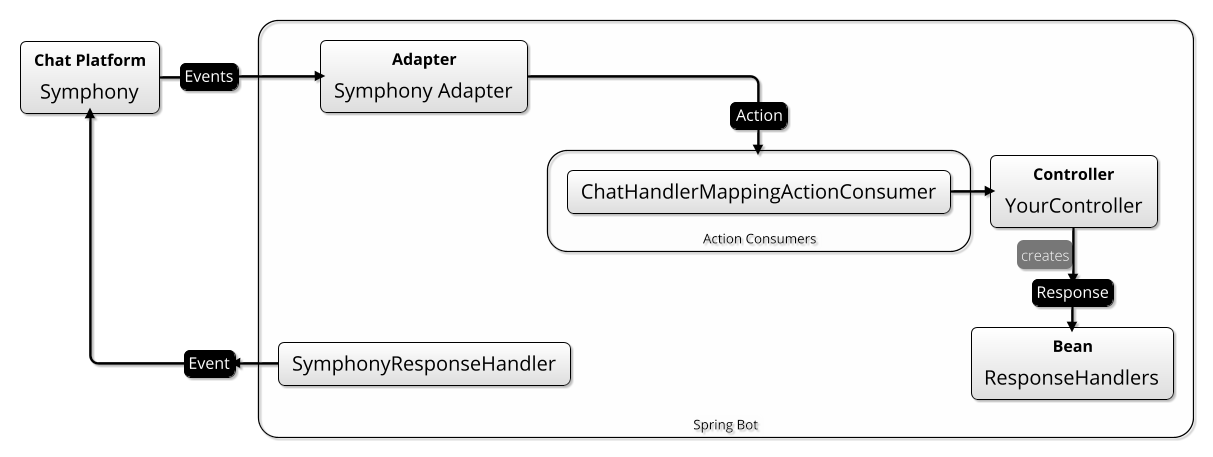 Chat Platform
Symphony
Events
Adapter
Symphony Adapter
Action
ChatHandlerMappingActionConsumer
Action Consumers
Controller
YourController
creates
Response
Bean
ResponseHandlers
SymphonyResponseHandler
Event
Spring Bot